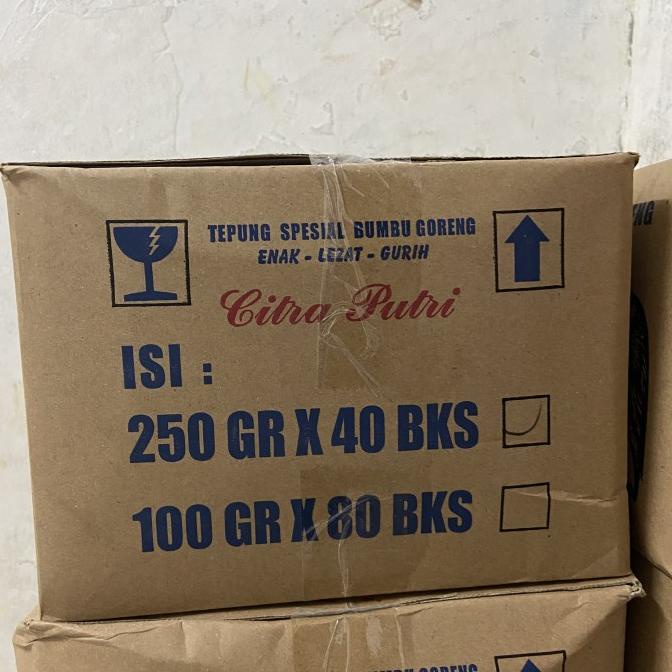 TEPUNG SPESIAL BUMBU GORENG
ENAK - LEZAT - GURIH
Citra Putri
ISI :
250 GR X 40 BKS
100 GR X 80 BKS